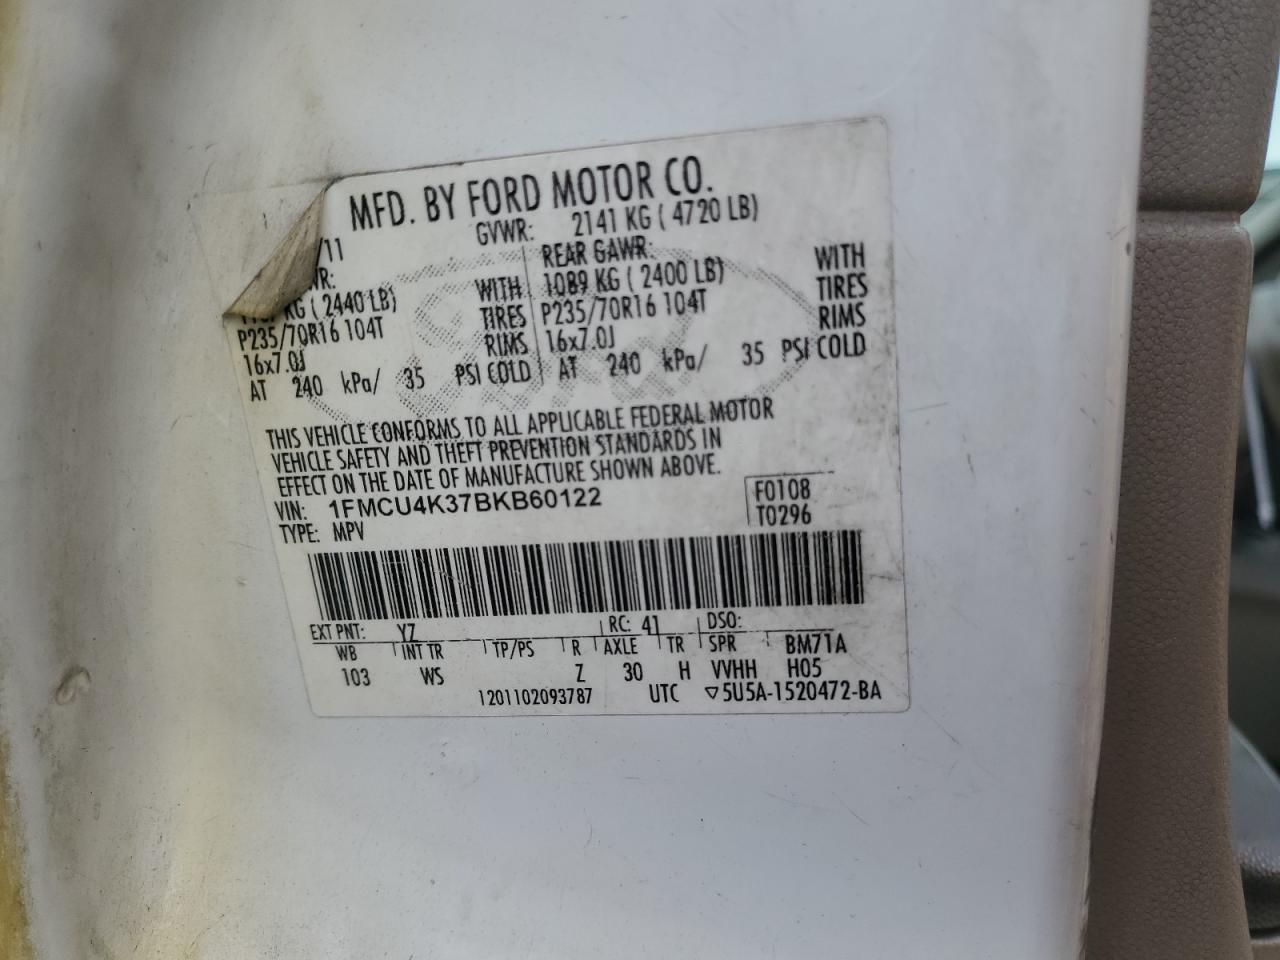 MFD. BY FORD MOTOR CO.
/11 GVWR: 2141 KG ( 4720 LB)
WR: REAR GAWR:
KG ( 2440 LB) WITH 1089 KG ( 2400 LB) WITH
P235/70R16 104T TIRES P235/70R16 104T TIRES
16x7.0J RIMS 16x7.0J RIMS
AT 240 kPa/ 35 PSI COLD AT 240 kPa/ 35 PSI COLD
THIS VEHICLE CONFORMS TO ALL APPLICABLE FEDERAL MOTOR
VEHICLE SAFETY AND THEFT PREVENTION STANDARDS IN
EFFECT ON THE DATE OF MANUFACTURE SHOWN ABOVE.
VIN: 1FMCU4K37BKB60122 F0108
TYPE: MPV T0296
EXT PNT: YZ RC: 41 DSO:
WB INT TR TP/PS R AXLE TR SPR BM71A
103 WS Z 30 H VVHH H05
1201102093787 UTC ▽5U5A-1520472-BA